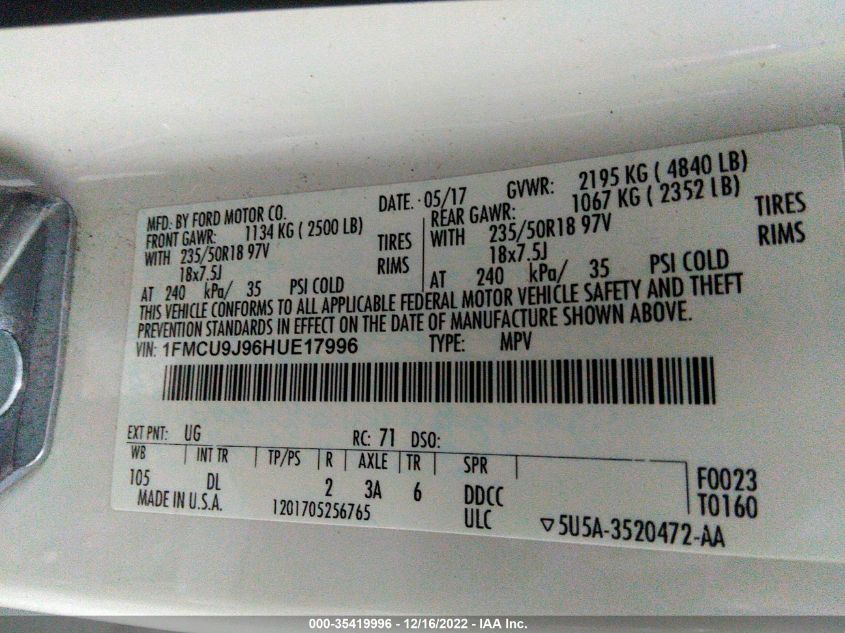 MFD. BY FORD MOTOR CO. DATE. 05/17 GVWR: 2195 KG ( 4840 LB)
FRONT GAWR: 1134 KG ( 2500 LB) REAR GAWR: 1067 KG ( 2352 LB)
WITH 235/50R18 97V TIRES WITH 235/50R18 97V TIRES
18x7.5J RIMS 18x7.5J RIMS
AT 240 kPa/ 35 PSI COLD AT 240 kPa/ 35 PSI COLD
THIS VEHICLE CONFORMS TO ALL APPLICABLE FEDERAL MOTOR VEHICLE SAFETY AND THEFT
PREVENTION STANDARDS IN EFFECT ON THE DATE OF MANUFACTURE SHOWN ABOVE.
VIN: 1FMCU9J96HUE17996 TYPE: MPV
EXT PNT: UG RC: 71 DSO:
WB INT TR TP/PS R AXLE TR SPR
105 DL 2 3A 6 DDCC F0023
MADE IN U.S.A. 1201705256765 ULC T0160
▽5U5A-3520472-AA
000-35419996 - 12/16/2022 - IAA Inc.